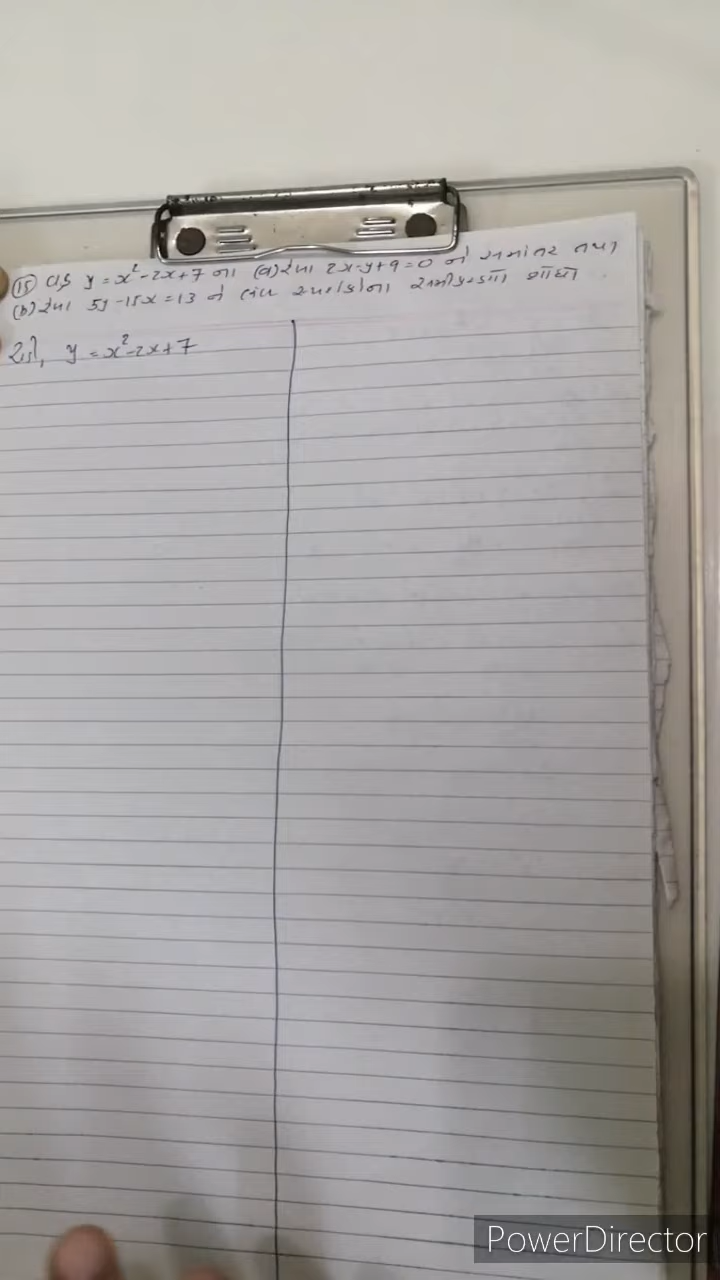 (15) વક્ર y = x² - 2x + 7 ના (a) રેખા 2x - y + 9 = 0 ને સમાંતર તથા
(b) રેખા 5y - 15x = 13 ને લંબ સ્પર્શકોના સમીકરણો શોધો.
y = x² - 2x + 7
PowerDirector